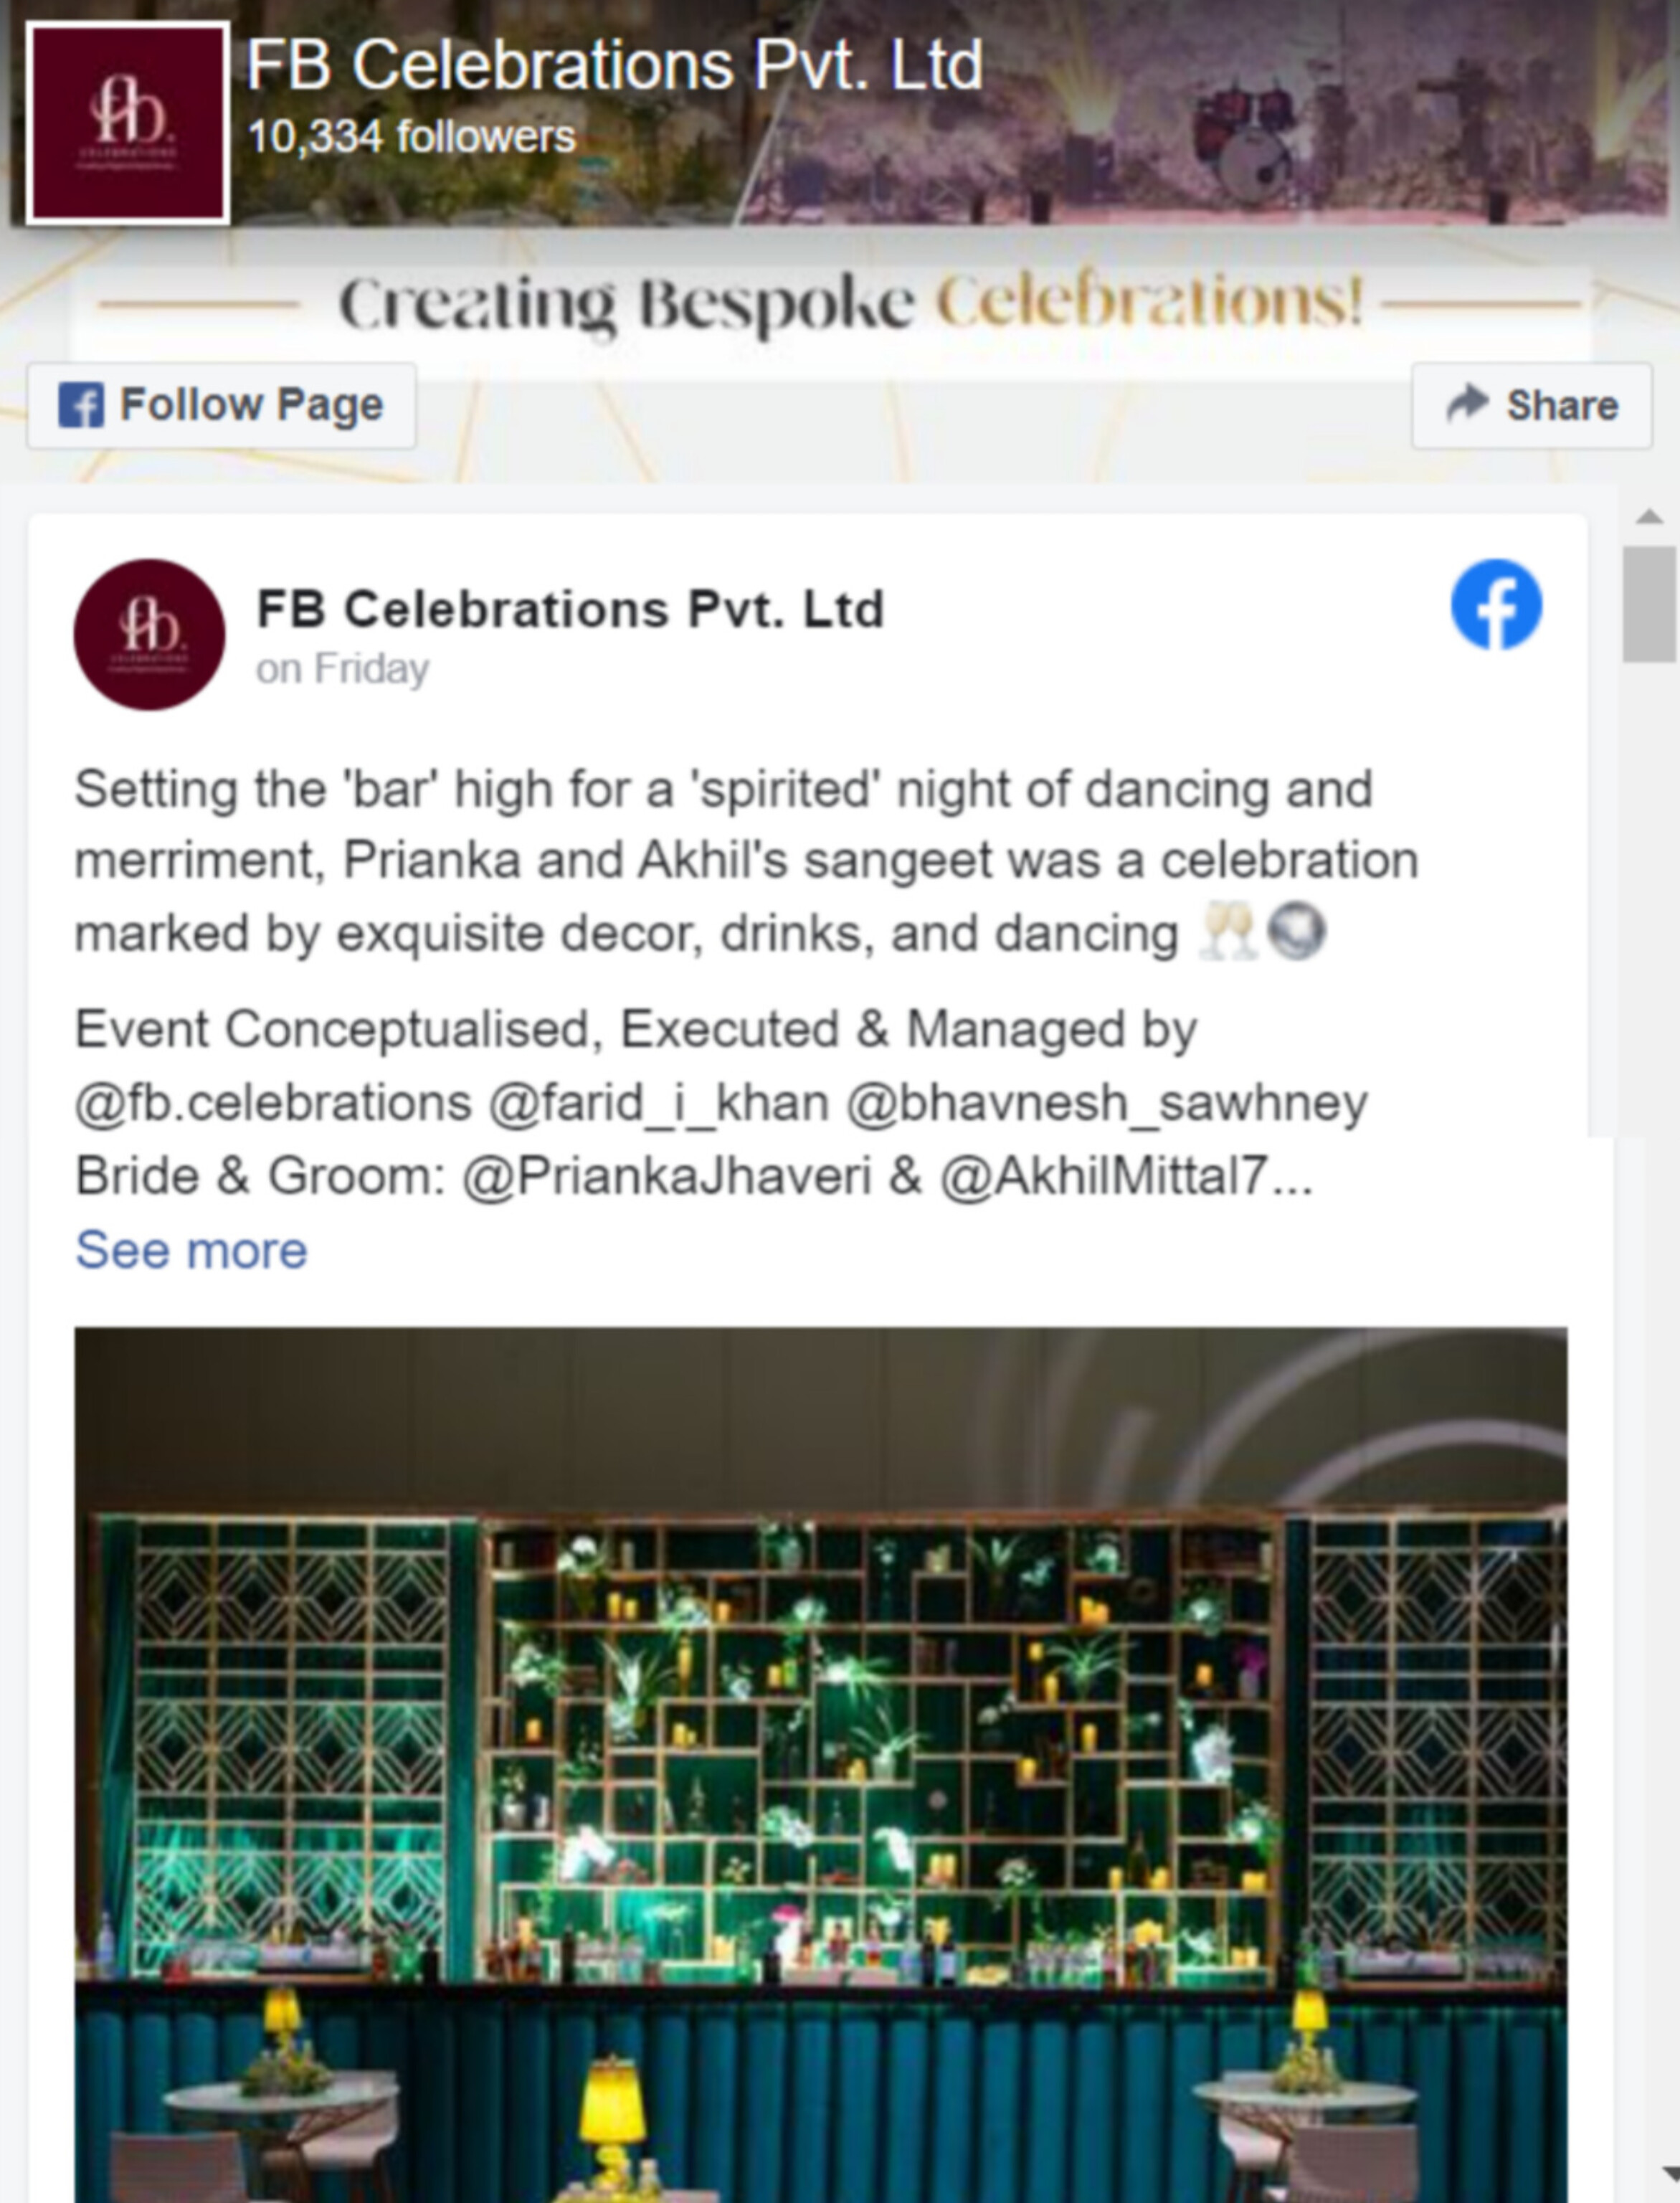 fb.
CELEBRATIONS
FB Celebrations Pvt. Ltd
10,334 followers
Creating Bespoke Celebrations!
Follow Page
Share
fb.
CELEBRATIONS
FB Celebrations Pvt. Ltd
on Friday
Setting the 'bar' high for a 'spirited' night of dancing and
merriment, Prianka and Akhil's sangeet was a celebration
marked by exquisite decor, drinks, and dancing 🥂🪩
Event Conceptualised, Executed & Managed by
@fb.celebrations @farid_i_khan @bhavnesh_sawhney
Bride & Groom: @PriankaJhaveri & @AkhilMittal7...
See more